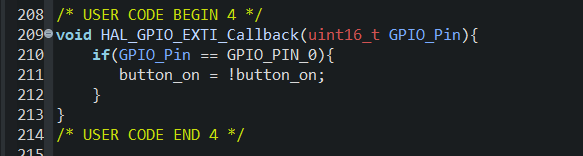 208 /* USER CODE BEGIN 4 */
209 void HAL_GPIO_EXTI_Callback(uint16_t GPIO_Pin){
210     if(GPIO_Pin == GPIO_PIN_0){
211        button_on = !button_on;
212     }
213 }
214 /* USER CODE END 4 */
215